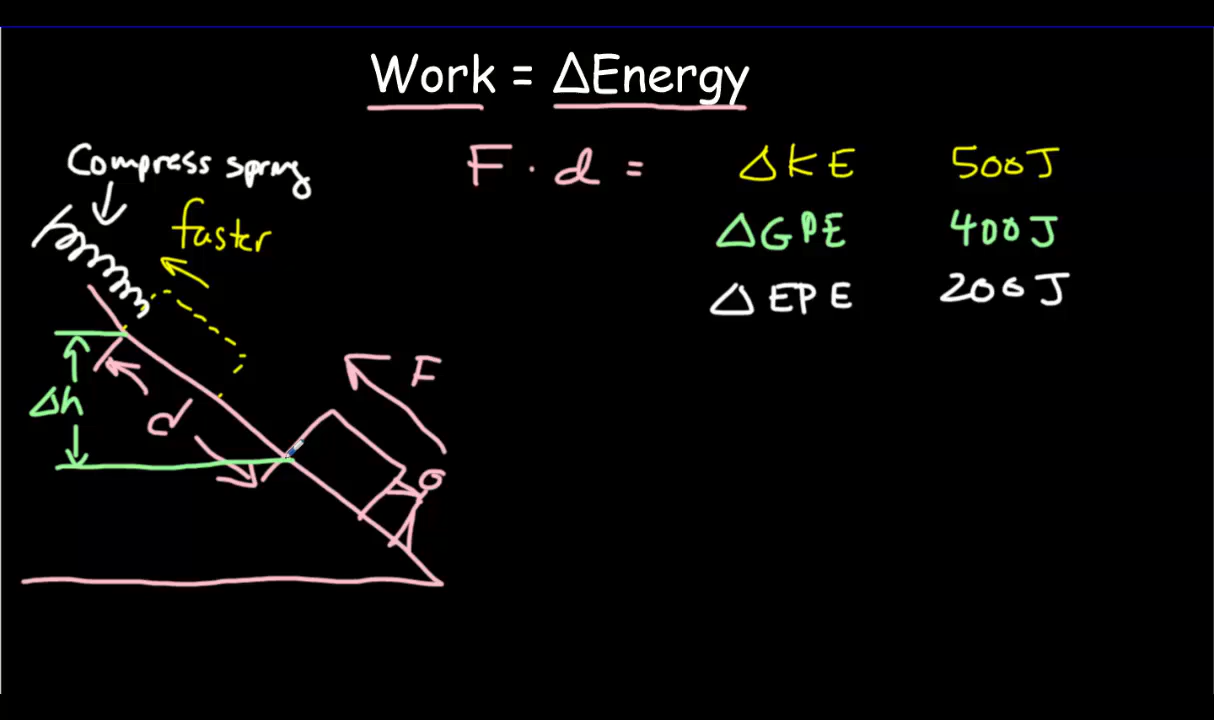 Work = ΔEnergy
F · d =
ΔKE 500J
ΔGPE 400J
ΔEPE 200J
Compress spring
faster
F
Δh
d